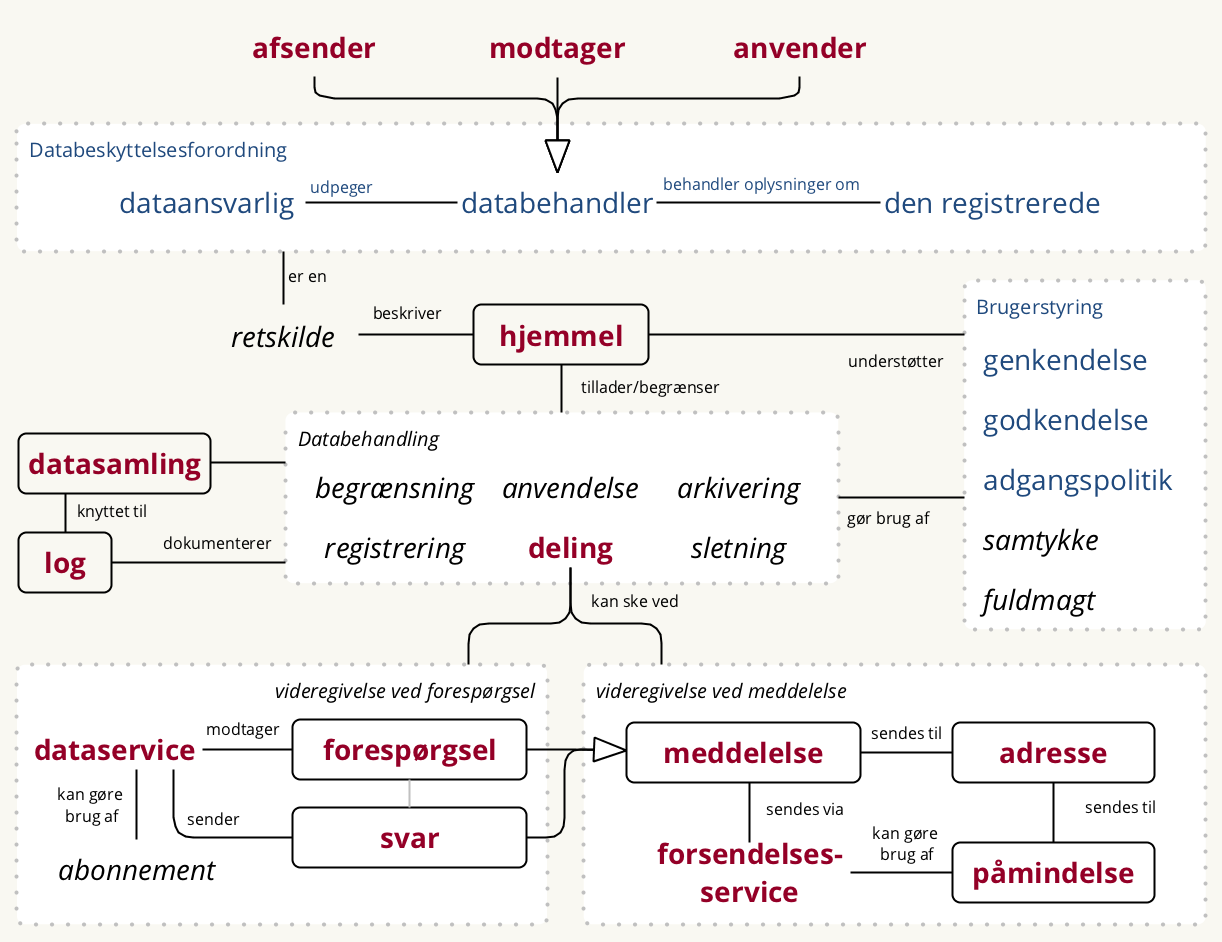 afsender
modtager
anvender
Databeskyttelsesforordning
dataansvarlig
udpeger
databehandler
behandler oplysninger om
den registrerede
er en
retskilde
beskriver
hjemmel
understøtter
tillader/begrænser
Brugerstyring
genkendelse
godkendelse
adgangspolitik
samtykke
fuldmagt
datasamling
knyttet til
log
dokumenterer
Databehandling
begrænsning
anvendelse
arkivering
registrering
deling
sletning
gør brug af
kan ske ved
videregivelse ved forespørgsel
dataservice
modtager
forespørgsel
kan gøre
brug af
sender
svar
abonnement
videregivelse ved meddelelse
meddelelse
sendes til
adresse
sendes via
sendes til
forsendelses-
service
kan gøre
brug af
påmindelse